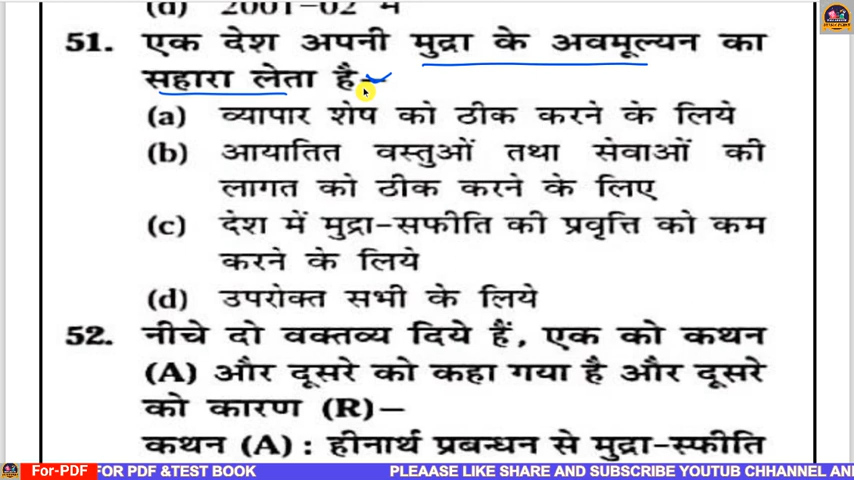 (d) 2001-02 में
51. एक देश अपनी मुद्रा के अवमूल्यन का
सहारा लेता है–
(a) व्यापार शेष को ठीक करने के लिये
(b) आयातित वस्तुओं तथा सेवाओं की
लागत को ठीक करने के लिए
(c) देश में मुद्रा-सफीति की प्रवृत्ति को कम
करने के लिये
(d) उपरोक्त सभी के लिये
52. नीचे दो वक्तव्य दिये हैं, एक को कथन
(A) और दूसरे को कहा गया है और दूसरे
को कारण (R)–
कथन (A) : हीनार्थ प्रबन्धन से मुद्रा-स्फीति
For-PDF FOR PDF &TEST BOOK PLEAASE LIKE SHARE AND SUBSCRIBE YOUTUB CHHANNEL AN